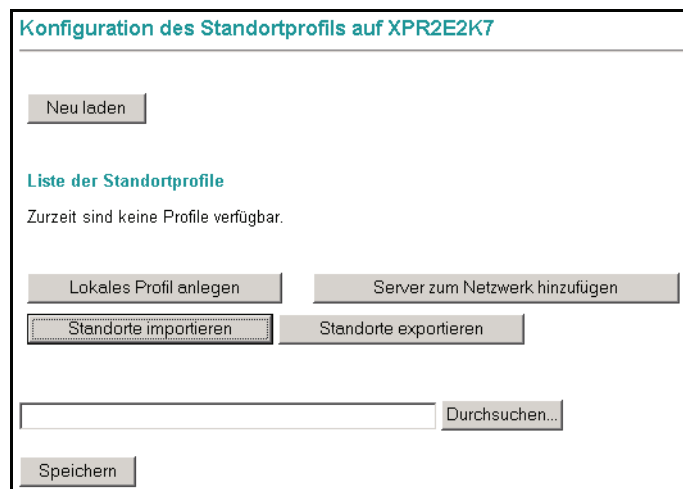 Konfiguration des Standortprofils auf XPR2E2K7
Neu laden
Liste der Standortprofile
Zurzeit sind keine Profile verfügbar.
Lokales Profil anlegen
Server zum Netzwerk hinzufügen
Standorte importieren
Standorte exportieren
Durchsuchen...
Speichern